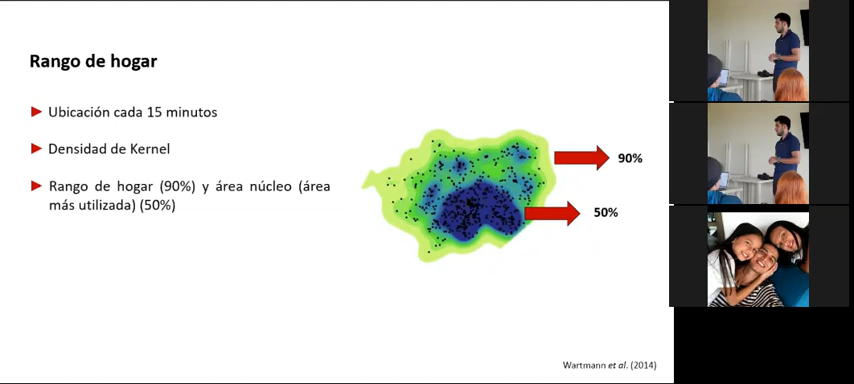 Rango de hogar
Ubicación cada 15 minutos
Densidad de Kernel
Rango de hogar (90%) y área núcleo (área
más utilizada) (50%)
90%
50%
Wartmann et al. (2014)